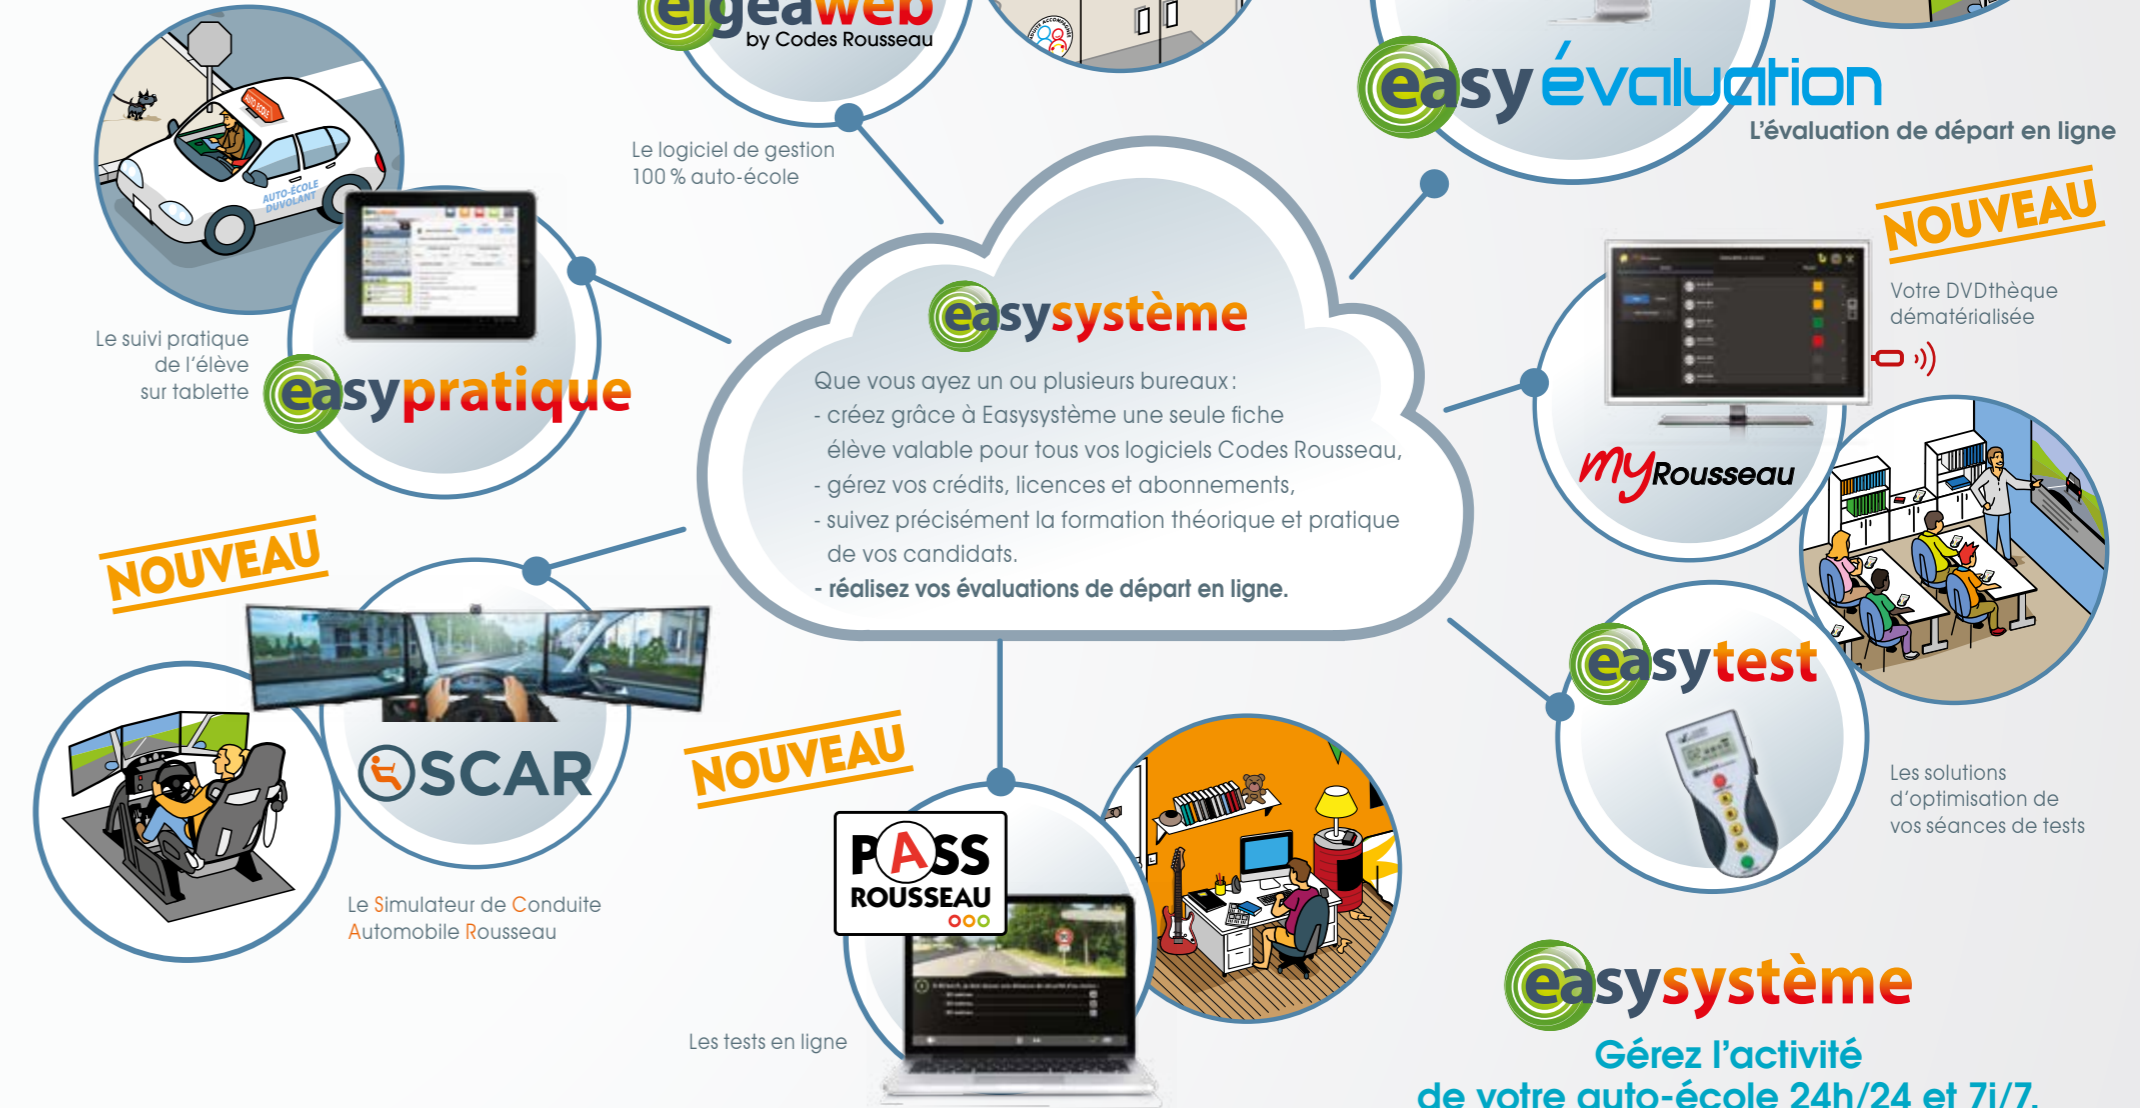 elgeaweb
by Codes Rousseau
Le logiciel de gestion
100 % auto-école
easy évaluation
L'évaluation de départ en ligne
AUTO ÉCOLE
AUTO-ÉCOLE
DUVOLANT
Le suivi pratique
de l'élève
sur tablette
easypratique
easysystème
Que vous ayez un ou plusieurs bureaux :
- créez grâce à Easysystème une seule fiche
élève valable pour tous vos logiciels Codes Rousseau,
- gérez vos crédits, licences et abonnements,
- suivez précisément la formation théorique et pratique
de vos candidats.
- réalisez vos évaluations de départ en ligne.
NOUVEAU
Votre DVDthèque
dématérialisée
myRousseau
NOUVEAU
OSCAR
Le Simulateur de Conduite
Automobile Rousseau
NOUVEAU
PASS
ROUSSEAU
Les tests en ligne
easytest
Les solutions
d'optimisation de
vos séances de tests
easysystème
Gérez l'activité
de votre auto-école 24h/24 et 7j/7.